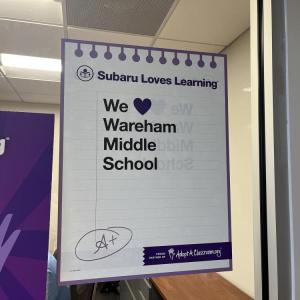 Subaru Loves Learning
We 💜
Wareham
Middle
School
A+
Adopt A Classroom.org